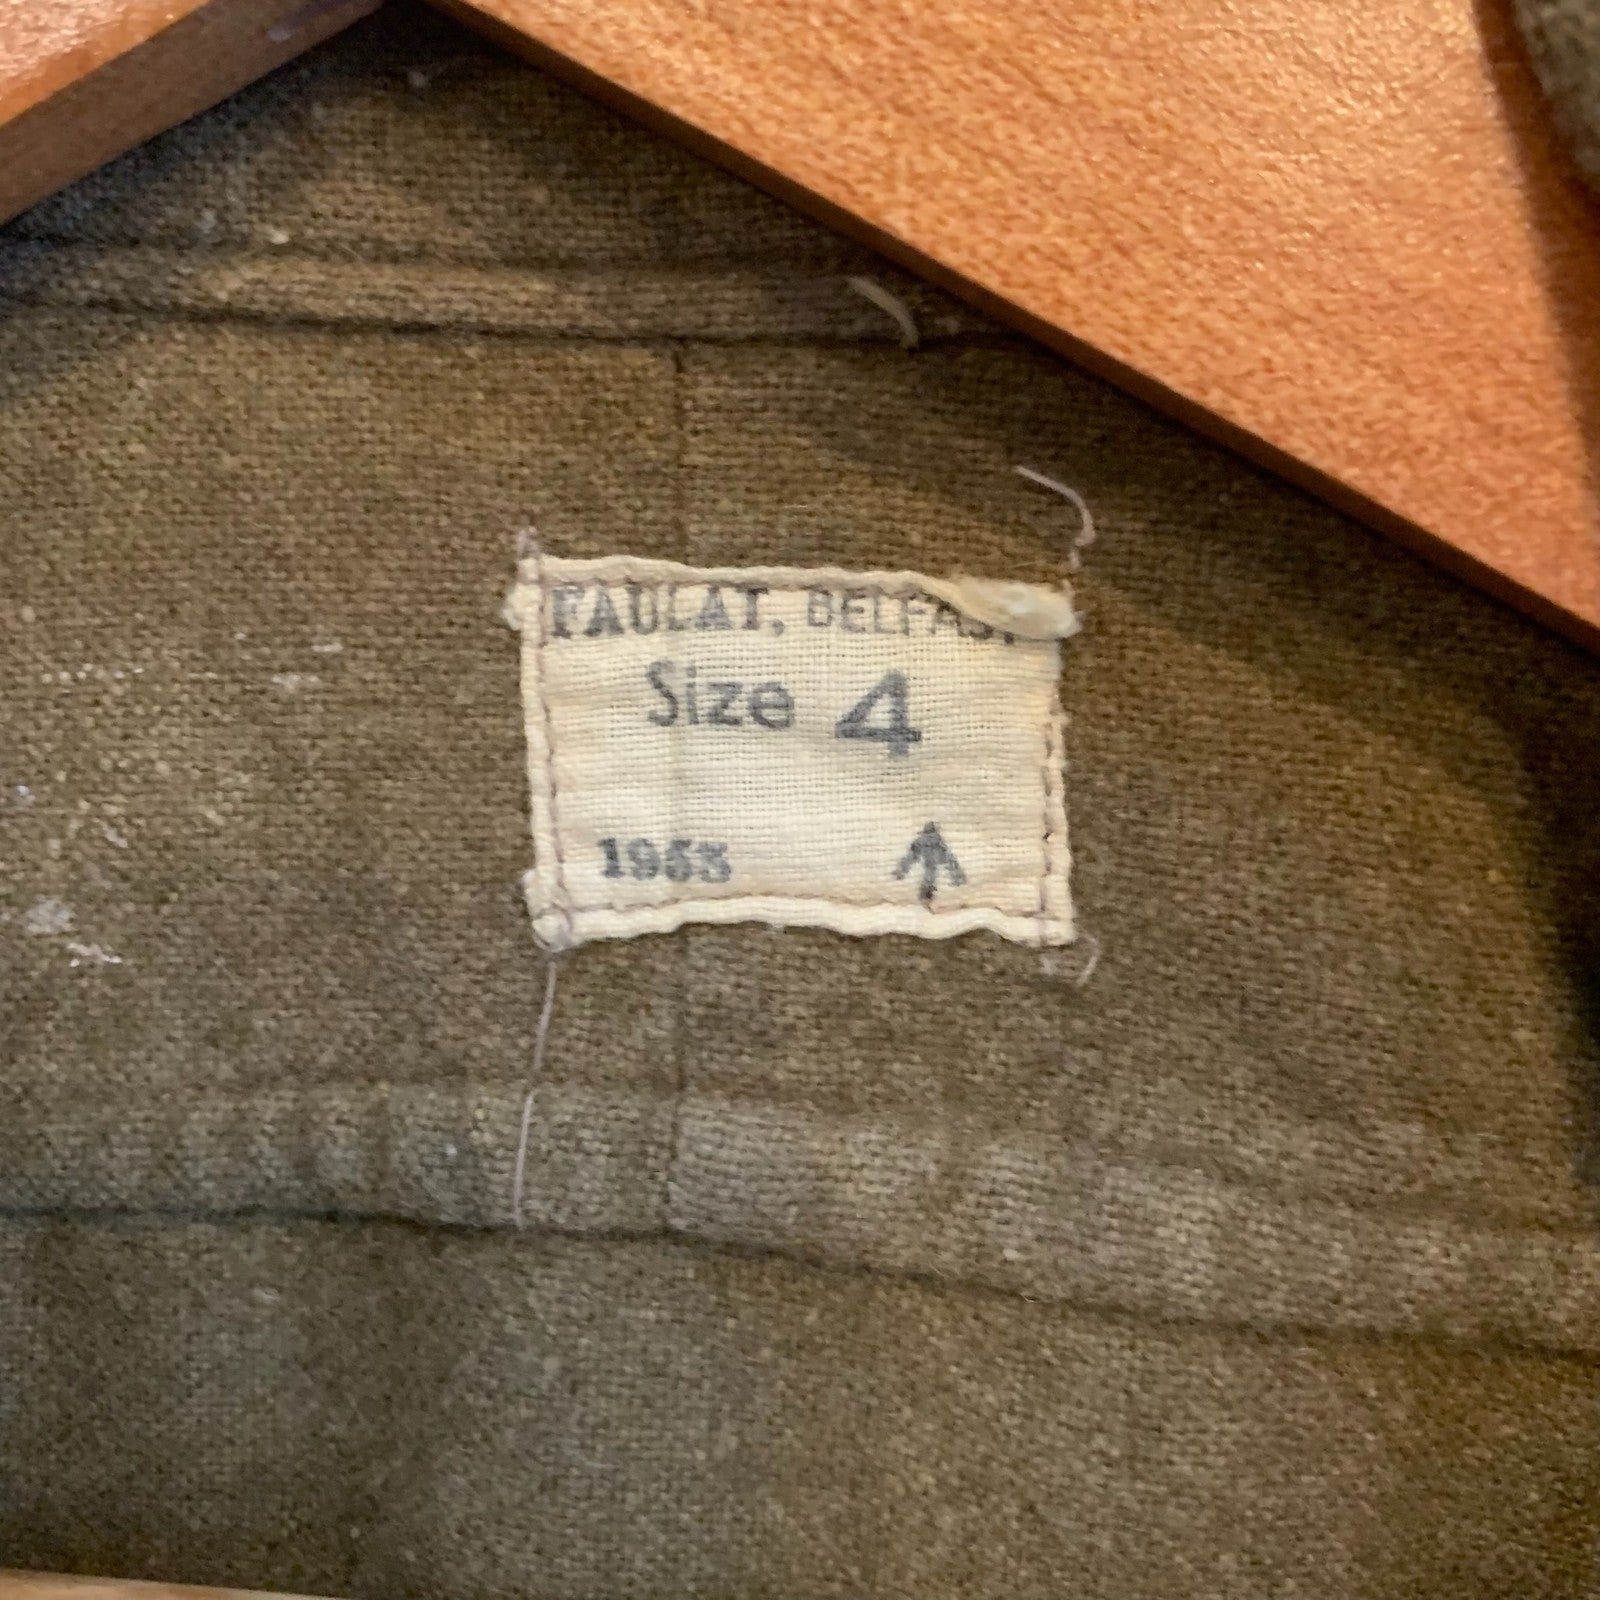 FAULAT, BELFAST
Size 4
1953